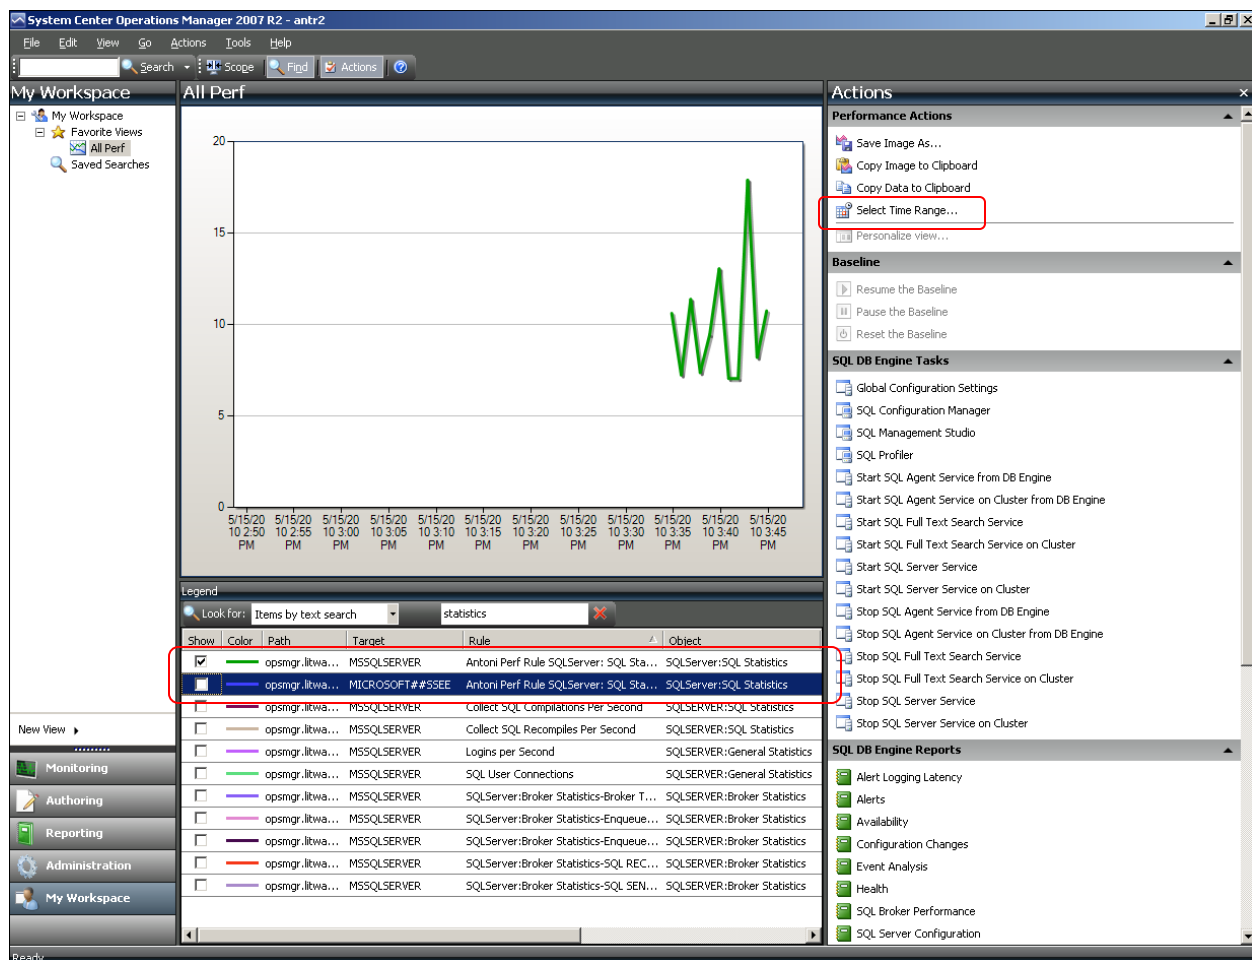 System Center Operations Manager 2007 R2 - antr2
File Edit View Go Actions Tools Help
Search Scope Find Actions
My Workspace
My Workspace
Favorite Views
All Perf
Saved Searches
New View
Monitoring
Authoring
Reporting
Administration
My Workspace
Ready
All Perf
20
15
10
5
0
5/15/20 5/15/20 5/15/20 5/15/20 5/15/20 5/15/20 5/15/20 5/15/20 5/15/20 5/15/20 5/15/20 5/15/20
10 2:50 10 2:55 10 3:00 10 3:05 10 3:10 10 3:15 10 3:20 10 3:25 10 3:30 10 3:35 10 3:40 10 3:45
PM PM PM PM PM PM PM PM PM PM PM PM
Legend
Look for: Items by text search statistics
Show Color Path Target Rule Object
opsmgr.litwa... MSSQLSERVER Antoni Perf Rule SQLServer: SQL Sta... SQLServer:SQL Statistics
opsmgr.litwa... MICROSOFT##SSEE Antoni Perf Rule SQLServer: SQL Sta... SQLServer:SQL Statistics
opsmgr.litwa... MSSQLSERVER Collect SQL Compilations Per Second SQLSERVER:SQL Statistics
opsmgr.litwa... MSSQLSERVER Collect SQL Recompiles Per Second SQLSERVER:SQL Statistics
opsmgr.litwa... MSSQLSERVER Logins per Second SQLSERVER:General Statistics
opsmgr.litwa... MSSQLSERVER SQL User Connections SQLSERVER:General Statistics
opsmgr.litwa... MSSQLSERVER SQLServer:Broker Statistics-Broker T... SQLSERVER:Broker Statistics
opsmgr.litwa... MSSQLSERVER SQLServer:Broker Statistics-Enqueue... SQLSERVER:Broker Statistics
opsmgr.litwa... MSSQLSERVER SQLServer:Broker Statistics-Enqueue... SQLSERVER:Broker Statistics
opsmgr.litwa... MSSQLSERVER SQLServer:Broker Statistics-SQL REC... SQLSERVER:Broker Statistics
opsmgr.litwa... MSSQLSERVER SQLServer:Broker Statistics-SQL SEN... SQLSERVER:Broker Statistics
Actions
Performance Actions
Save Image As...
Copy Image to Clipboard
Copy Data to Clipboard
Select Time Range...
Personalize view...
Baseline
Resume the Baseline
Pause the Baseline
Reset the Baseline
SQL DB Engine Tasks
Global Configuration Settings
SQL Configuration Manager
SQL Management Studio
SQL Profiler
Start SQL Agent Service from DB Engine
Start SQL Agent Service on Cluster from DB Engine
Start SQL Full Text Search Service
Start SQL Full Text Search Service on Cluster
Start SQL Server Service
Start SQL Server Service on Cluster
Stop SQL Agent Service from DB Engine
Stop SQL Agent Service on Cluster from DB Engine
Stop SQL Full Text Search Service
Stop SQL Full Text Search Service on Cluster
Stop SQL Server Service
Stop SQL Server Service on Cluster
SQL DB Engine Reports
Alert Logging Latency
Alerts
Availability
Configuration Changes
Event Analysis
Health
SQL Broker Performance
SQL Server Configuration